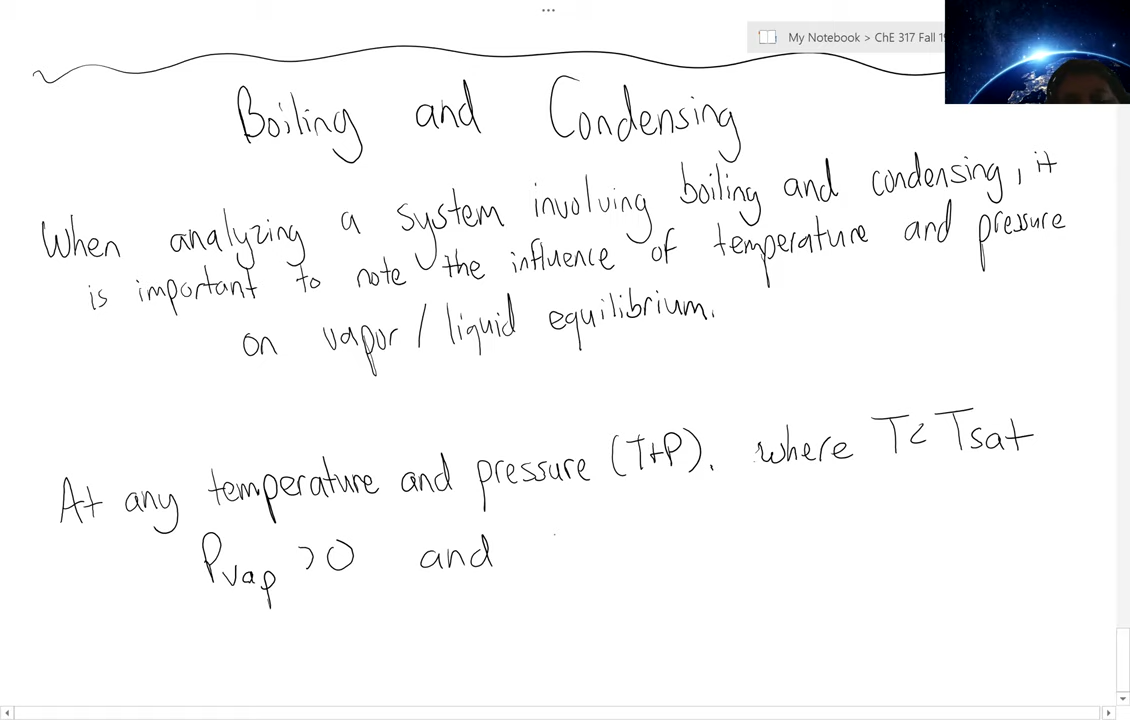 ...
My Notebook > ChE 317 Fall 19
Boiling and Condensing
When analyzing a system involving boiling and condensing, it
is important to note the influence of temperature and pressure
on vapor / liquid equilibrium.
At any temperature and pressure (T+P). where T < Tsat
Pvap >0 and